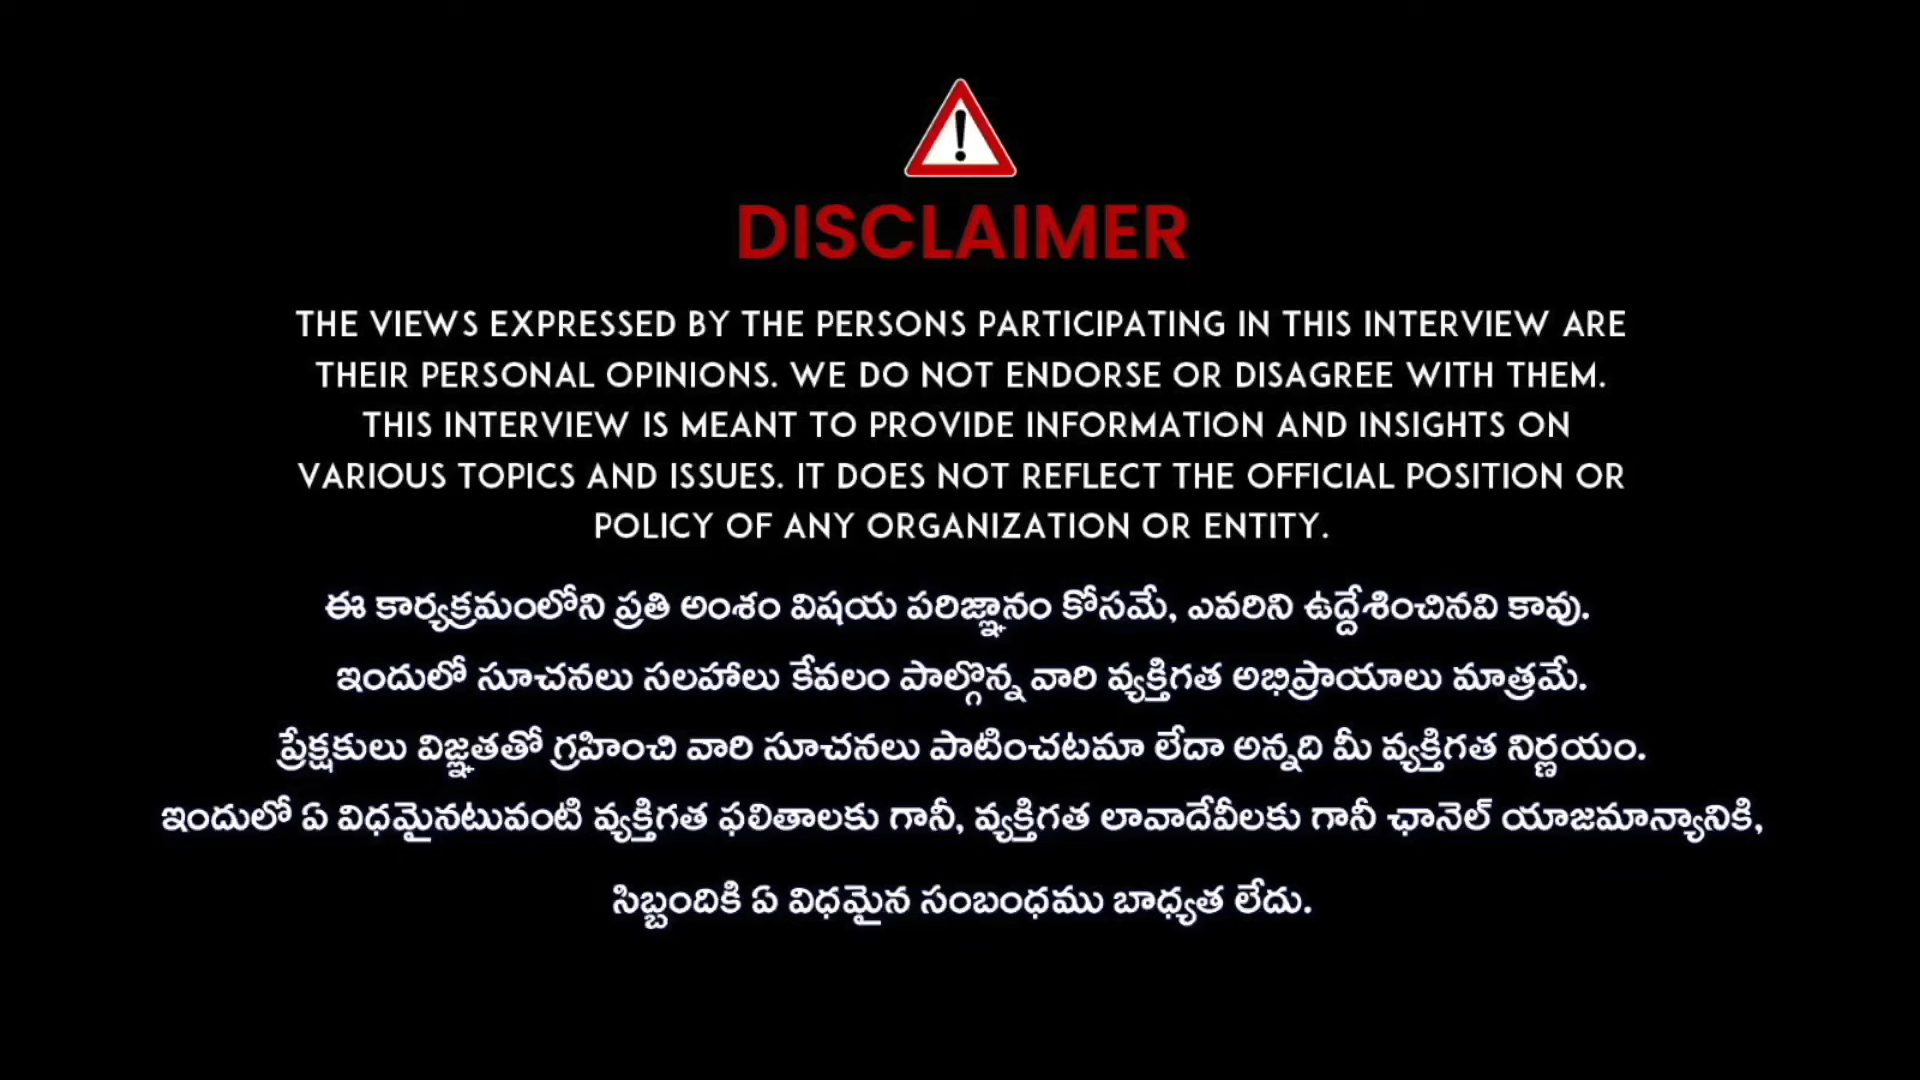 DISCLAIMER
THE VIEWS EXPRESSED BY THE PERSONS PARTICIPATING IN THIS INTERVIEW ARE
THEIR PERSONAL OPINIONS. WE DO NOT ENDORSE OR DISAGREE WITH THEM.
THIS INTERVIEW IS MEANT TO PROVIDE INFORMATION AND INSIGHTS ON
VARIOUS TOPICS AND ISSUES. IT DOES NOT REFLECT THE OFFICIAL POSITION OR
POLICY OF ANY ORGANIZATION OR ENTITY.
ఈ కార్యక్రమంలోని ప్రతి అంశం విషయ పరిజ్ఞానం కోసమే, ఎవరిని ఉద్దేశించినవి కావు.
ఇందులో సూచనలు సలహాలు కేవలం పాల్గొన్న వారి వ్యక్తిగత అభిప్రాయాలు మాత్రమే.
ప్రేక్షకులు విజ్ఞతతో గ్రహించి వారి సూచనలు పాటించటమా లేదా అన్నది మీ వ్యక్తిగత నిర్ణయం.
ఇందులో ఏ విధమైనటువంటి వ్యక్తిగత ఫలితాలకు గానీ, వ్యక్తిగత లావాదేవీలకు గానీ ఛానెల్ యాజమాన్యానికి,
సిబ్బందికి ఏ విధమైన సంబంధము బాధ్యత లేదు.